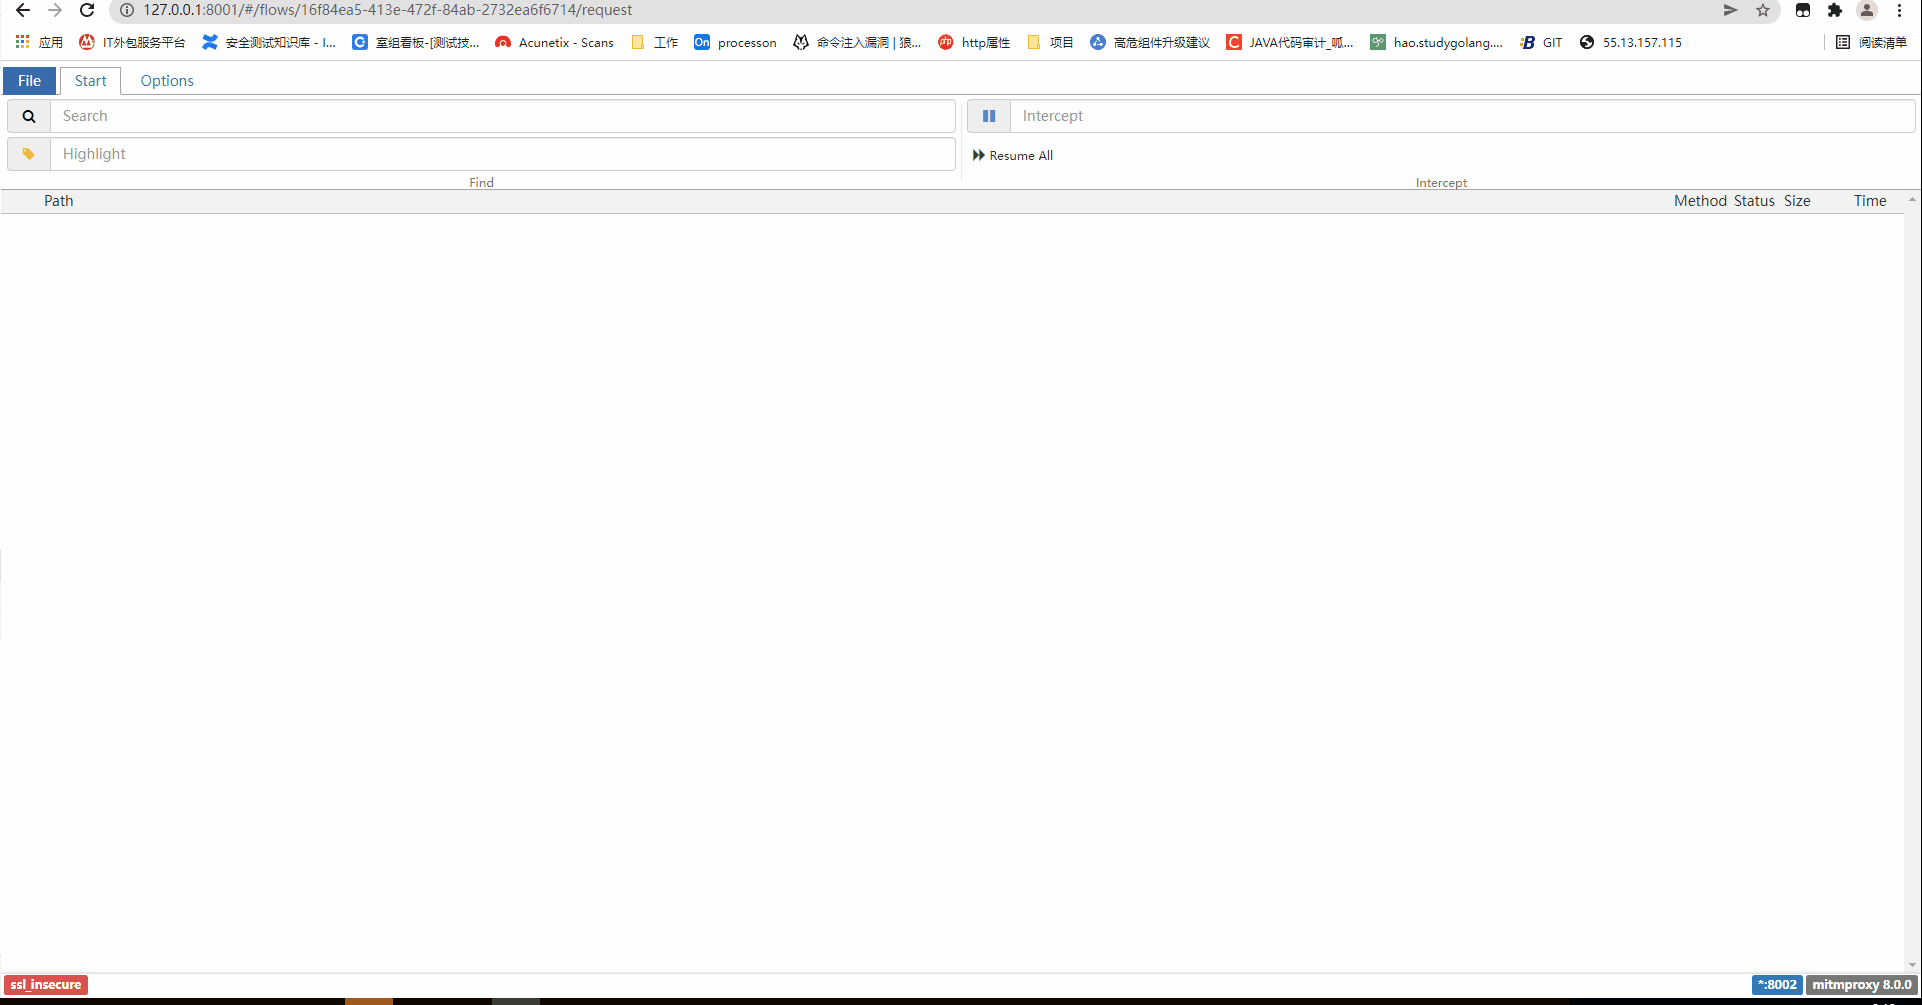 127.0.0.1:8001/#/flows/16f84ea5-413e-472f-84ab-2732ea6f6714/request
应用 IT外包服务平台 安全测试知识库 - I... 室组看板-[测试技... Acunetix - Scans 工作 On processon 命令注入漏洞 | 狼... php http属性 项目 高危组件升级建议 C JAVA代码审计_呱... hao.studygolang.... GIT 55.13.157.115 阅读清单
File Start Options
Search Intercept
Highlight Resume All
Find Intercept
Path Method Status Size Time
ssl_insecure *:8002 mitmproxy 8.0.0